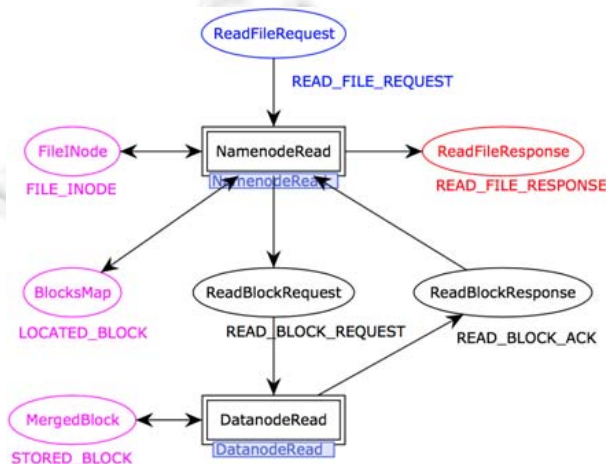 ReadFileRequest
READ_FILE_REQUEST
FileINode
NamenodeRead
ReadFileResponse
FILE_INODE
NamenodeRead
READ_FILE_RESPONSE
BlocksMap
ReadBlockRequest
ReadBlockResponse
LOCATED_BLOCK
READ_BLOCK_REQUEST
READ_BLOCK_ACK
MergedBlock
DatanodeRead
STORED_BLOCK
DatanodeRead